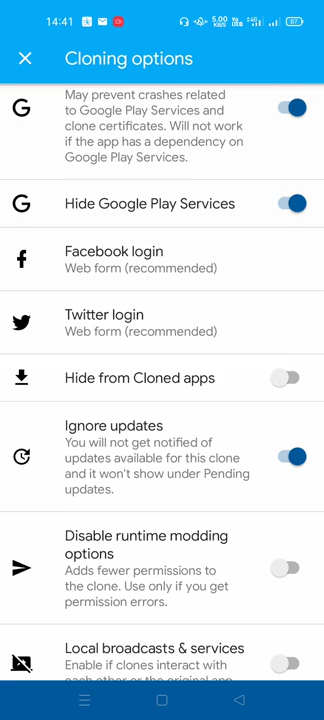 14:41
5.00
KB/S
87
Cloning options
May prevent crashes related
to Google Play Services and
clone certificates. Will not work
if the app has a dependency on
Google Play Services.
Hide Google Play Services
Facebook login
Web form (recommended)
Twitter login
Web form (recommended)
Hide from Cloned apps
Ignore updates
You will not get notified of
updates available for this clone
and it won't show under Pending
updates.
Disable runtime modding
options
Adds fewer permissions to
the clone. Use only if you get
permission errors.
Local broadcasts & services
Enable if clones interact with
each other or the original app